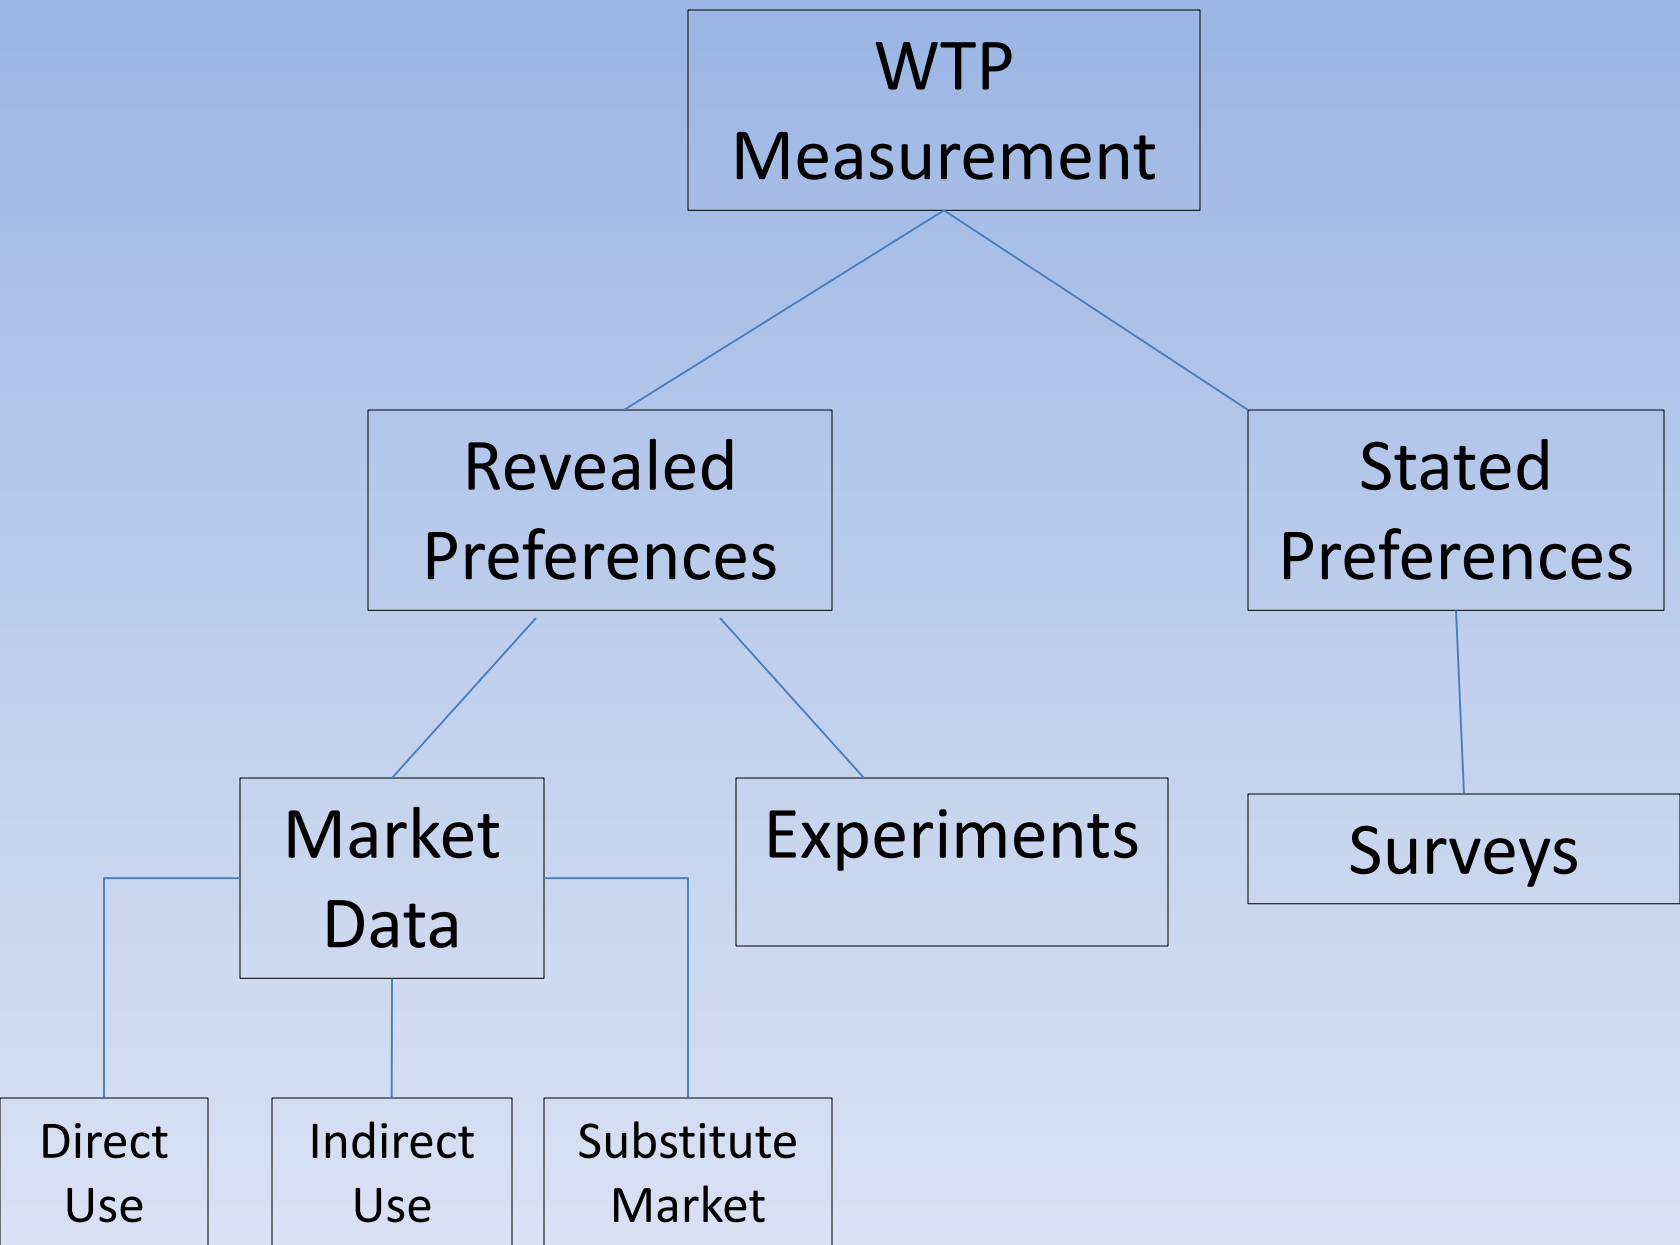 WTP
Measurement
Revealed
Preferences
Stated
Preferences
Market
Data
Experiments
Surveys
Direct
Use
Indirect
Use
Substitute
Market